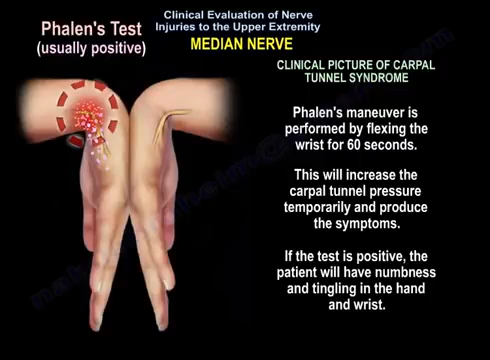 Phalen's Test
(usually positive)
Clinical Evaluation of Nerve
Injuries to the Upper Extremity
MEDIAN NERVE
CLINICAL PICTURE OF CARPAL
TUNNEL SYNDROME
Phalen's maneuver is
performed by flexing the
wrist for 60 seconds.
This will increase the
carpal tunnel pressure
temporarily and produce
the symptoms.
If the test is positive, the
patient will have numbness
and tingling in the hand
and wrist.